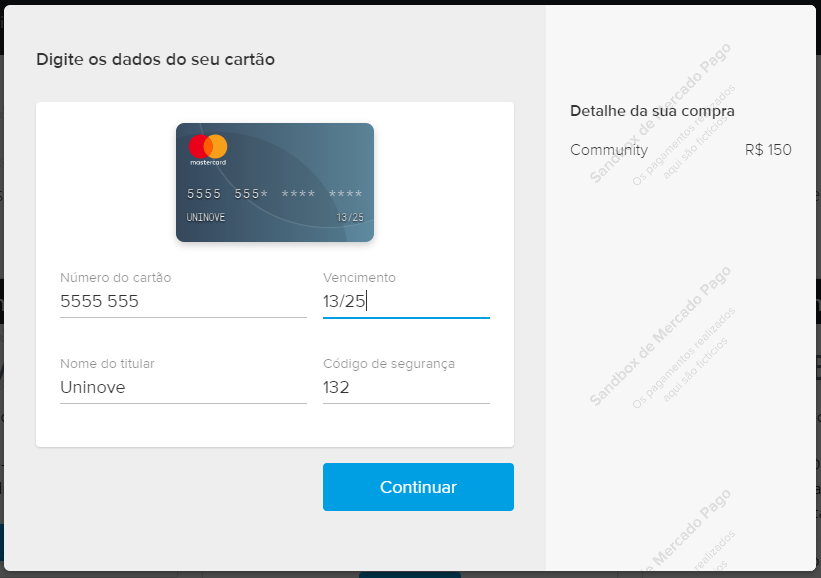 Digite os dados do seu cartão
mastercard
5555 555* **** ****
UNINOVE 13/25
Número do cartão
5555 555
Vencimento
13/25
Nome do titular
Uninove
Código de segurança
132
Continuar
Detalhe da sua compra
Community R$ 150
Sandbox de Mercado Pago
Os pagamentos realizados
aqui são fictícios
Sandbox de Mercado Pago
Os pagamentos realizados
aqui são fictícios
de Mercado Pago
realizados